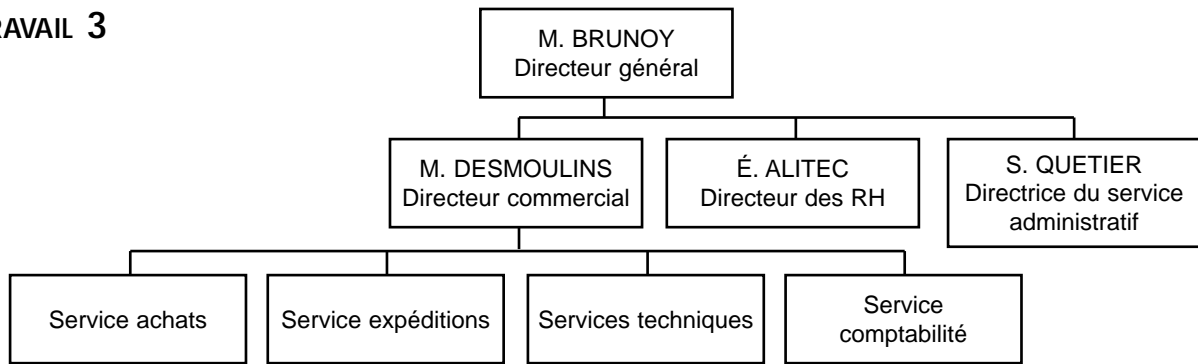 RAVAIL 3
M. BRUNOY
Directeur général
M. DESMOULINS
Directeur commercial
É. ALITEC
Directeur des RH
S. QUETIER
Directrice du service
administratif
Service achats
Service expéditions
Services techniques
Service
comptabilité